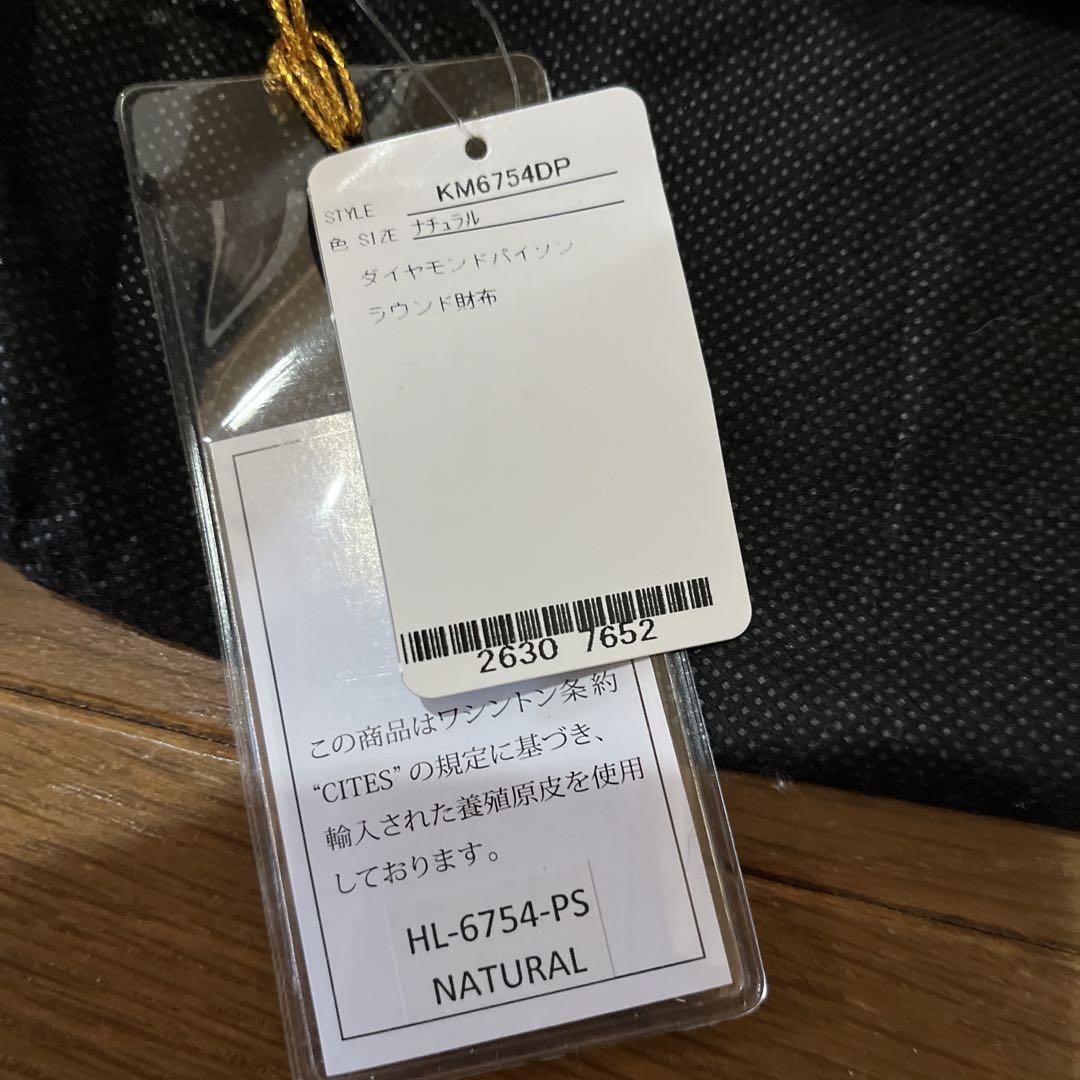 STYLE KM6754DP
色 SIZE ナチュラル
ダイヤモンドパイソン
ラウンド財布
2630 7652
この商品はワシントン条約
“CITES” の規定に基づき、
輸入された養殖原皮を使用
しております。
HL-6754-PS
NATURAL